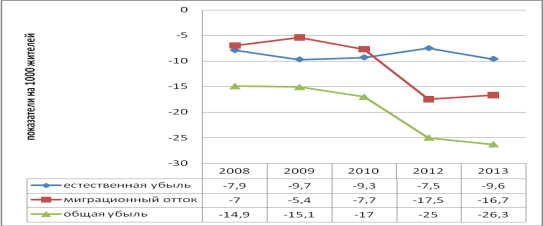 показатели на 1000 жителей
0
-5
-10
-15
-20
-25
-30
2008 2009 2010 2012 2013
естественная убыль -7,9 -9,7 -9,3 -7,5 -9,6
миграционный отток -7 -5,4 -7,7 -17,5 -16,7
общая убыль -14,9 -15,1 -17 -25 -26,3